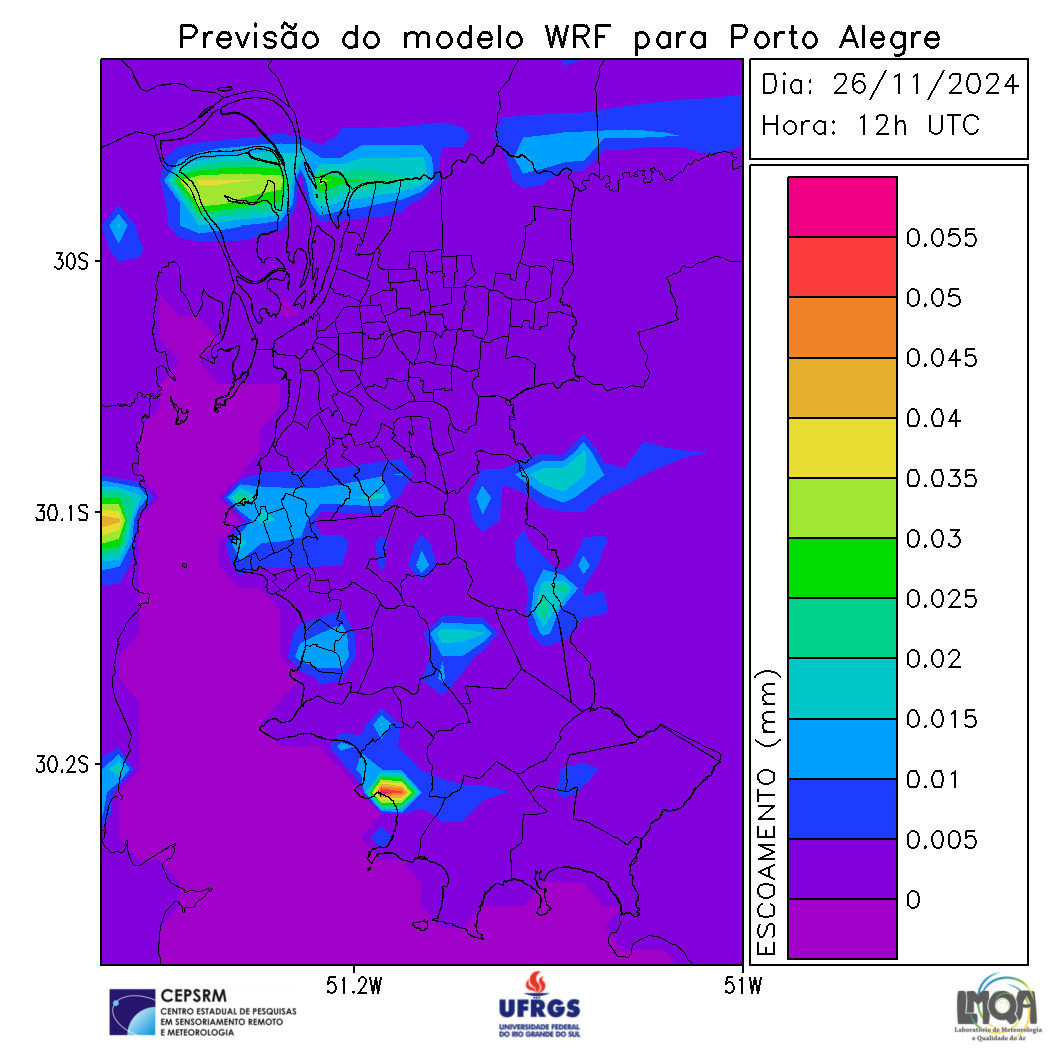 Previsão do modelo WRF para Porto Alegre
Dia: 26/11/2024
Hora: 12h UTC
30S
30.1S
30.2S
51.2W
51W
ESCOAMENTO (mm)
0.055
0.05
0.045
0.04
0.035
0.03
0.025
0.02
0.015
0.01
0.005
0
CEPSRM
CENTRO ESTADUAL DE PESQUISAS
EM SENSORIAMENTO REMOTO
E METEOROLOGIA
UFRGS
UNIVERSIDADE FEDERAL
DO RIO GRANDE DO SUL
LMQA
Laboratório de Meteorologia
e Qualidade do Ar